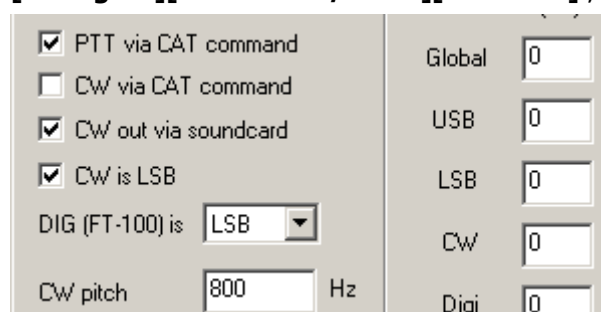 PTT via CAT command
CW via CAT command
CW out via soundcard
CW is LSB
DIG (FT-100) is LSB
CW pitch 800 Hz
Global 0
USB 0
LSB 0
CW 0
Digi 0